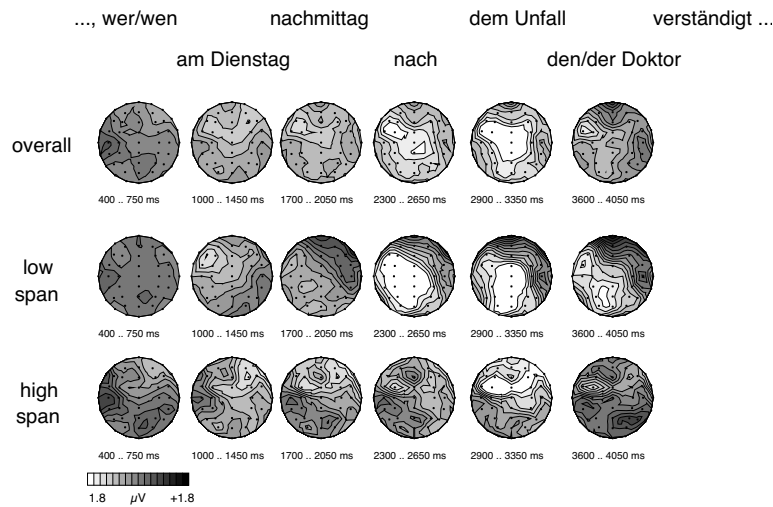 ..., wer/wen nachmittag dem Unfall verständigt ...
am Dienstag nach den/der Doktor
overall
400 .. 750 ms 1000 .. 1450 ms 1700 .. 2050 ms 2300 .. 2650 ms 2900 .. 3350 ms 3600 .. 4050 ms
low
span
400 .. 750 ms 1000 .. 1450 ms 1700 .. 2050 ms 2300 .. 2650 ms 2900 .. 3350 ms 3600 .. 4050 ms
high
span
400 .. 750 ms 1000 .. 1450 ms 1700 .. 2050 ms 2300 .. 2650 ms 2900 .. 3350 ms 3600 .. 4050 ms
1.8 µV +1.8